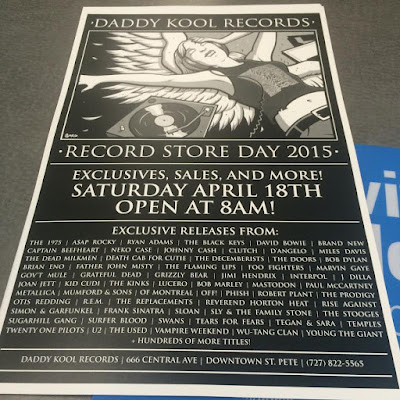 · DADDY KOOL RECORDS ·
· RECORD STORE DAY 2015 ·
EXCLUSIVES, SALES, AND MORE!
SATURDAY APRIL 18TH
OPEN AT 8AM!
EXCLUSIVE RELEASES FROM:
THE 1975 | A$AP ROCKY | RYAN ADAMS | THE BLACK KEYS | DAVID BOWIE | BRAND NEW
CAPTAIN BEEFHEART | NEKO CASE | JOHNNY CASH | CLUTCH | D'ANGELO | MILES DAVIS
THE DEAD MILKMEN | DEATH CAB FOR CUTIE | THE DECEMBERISTS | THE DOORS | BOB DYLAN
BRIAN ENO | FATHER JOHN MISTY | THE FLAMING LIPS | FOO FIGHTERS | MARVIN GAYE
GOV'T MULE | GRATEFUL DEAD | GRIZZLY BEAR | JIMI HENDRIX | INTERPOL | J DILLA
JOAN JETT | KID CUDI | THE KINKS | LUCERO | BOB MARLEY | MASTODON | PAUL MCCARTNEY
METALLICA | MUMFORD & SONS | OF MONTREAL | OFF! | PHISH | ROBERT PLANT | THE PRODIGY
OTIS REDDING | R.E.M. | THE REPLACEMENTS | REVEREND HORTON HEAT | RISE AGAINST
SIMON & GARFUNKEL | FRANK SINATRA | SLOAN | SLY & THE FAMILY STONE | THE STOOGES
SUGARHILL GANG | SURFER BLOOD | SWANS | TEARS FOR FEARS | TEGAN & SARA | TEMPLES
TWENTY ONE PILOTS | U2 | THE USED | VAMPIRE WEEKEND | WU-TANG CLAN | YOUNG THE GIANT
+ HUNDREDS OF MORE TITLES!
DADDY KOOL RECORDS | 666 CENTRAL AVE | DOWNTOWN ST. PETE | (727) 822-5565